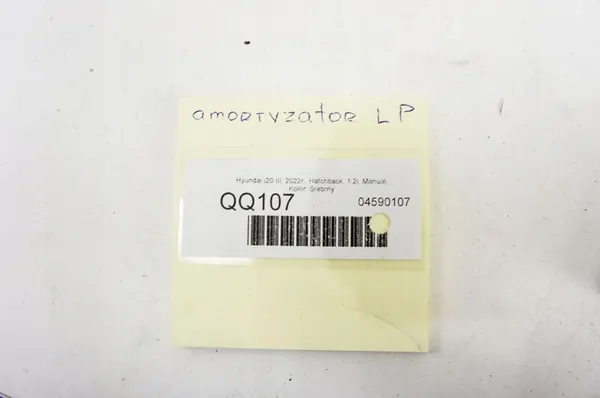 amortyzator LP
Hyundai i20 III, 2022r., Hatchback, 1.2i, Manual,
Kolor: Srebrny
QQ107 04590107